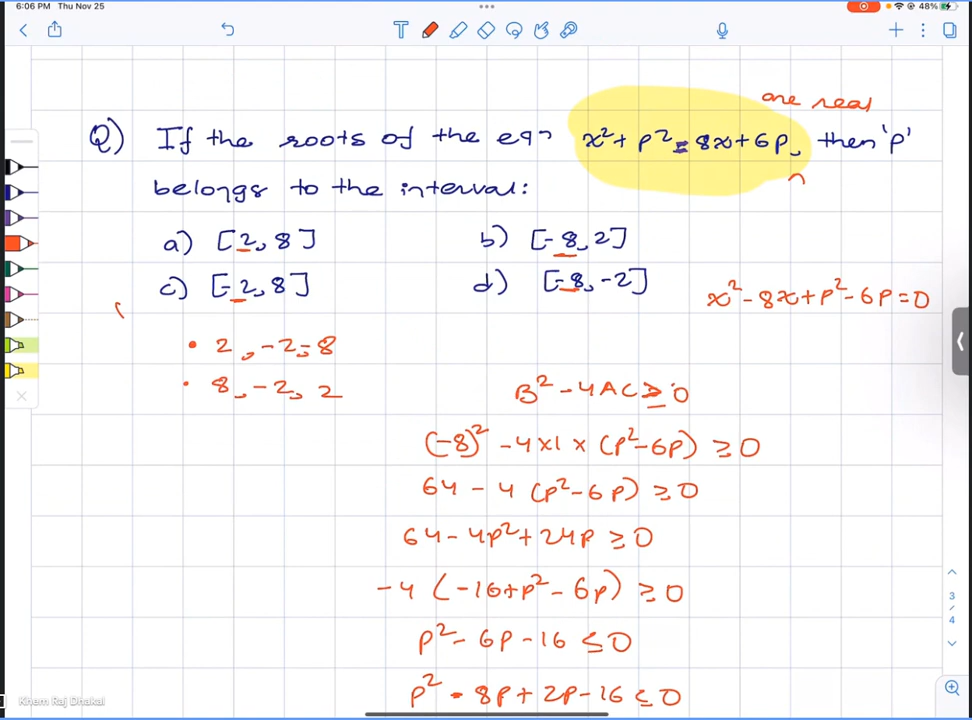 6:06 PM Thu Nov 25
48%
are real
Q) If the roots of the eqn x²+p²=8x+6p, then 'p'
belongs to the interval:
a) [2,8] b) [-8,2]
c) [-2,8] d) [-8,-2]
x²-8x+p²-6p=0
• 2, -2, 8
• 8, -2, 2
B²-4AC≥0
(-8)²-4×1×(p²-6p)≥0
64-4(p²-6p)≥0
64-4p²+24p≥0
-4(-16+p²-6p)≥0
p²-6p-16≤0
p²-8p+2p-16≤0
3/4
Khem Raj Dhakal